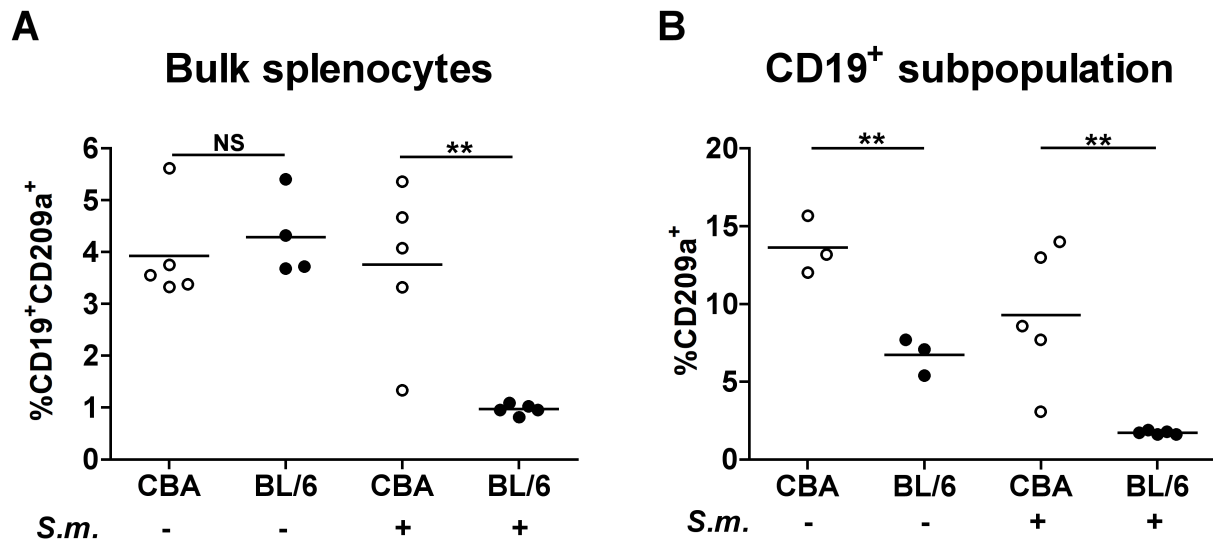 A
Bulk splenocytes
%CD19+CD209a+
6
5
4
3
2
1
0
NS
**
CBA BL/6 CBA BL/6
S.m. - - + +
B
CD19+ subpopulation
%CD209a+
20
15
10
5
0
**
**
CBA BL/6 CBA BL/6
S.m. - - + +